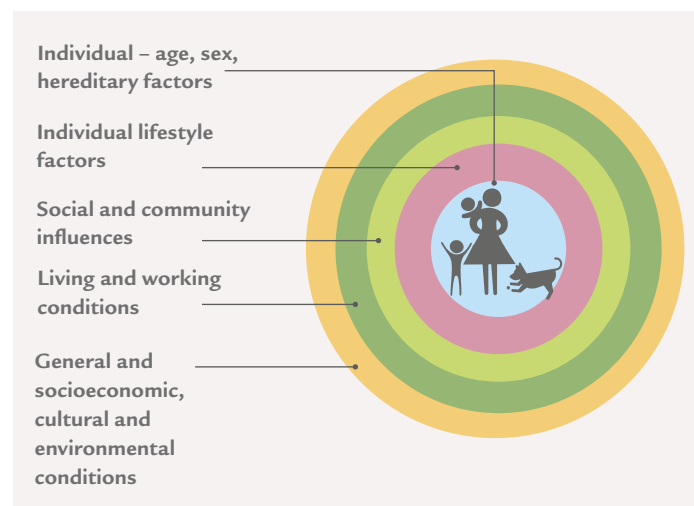 Individual – age, sex,
hereditary factors
Individual lifestyle
factors
Social and community
influences
Living and working
conditions
General and
socioeconomic,
cultural and
environmental
conditions